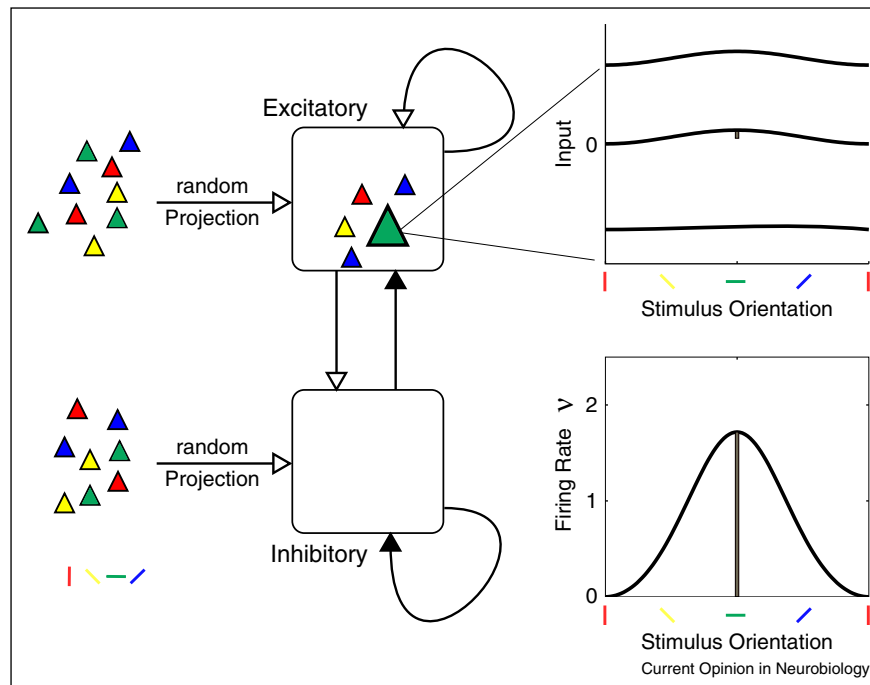 Excitatory
random
Projection
Inhibitory
random
Projection
Input
0
Stimulus Orientation
Firing Rate ν
2
1
0
Stimulus Orientation
Current Opinion in Neurobiology